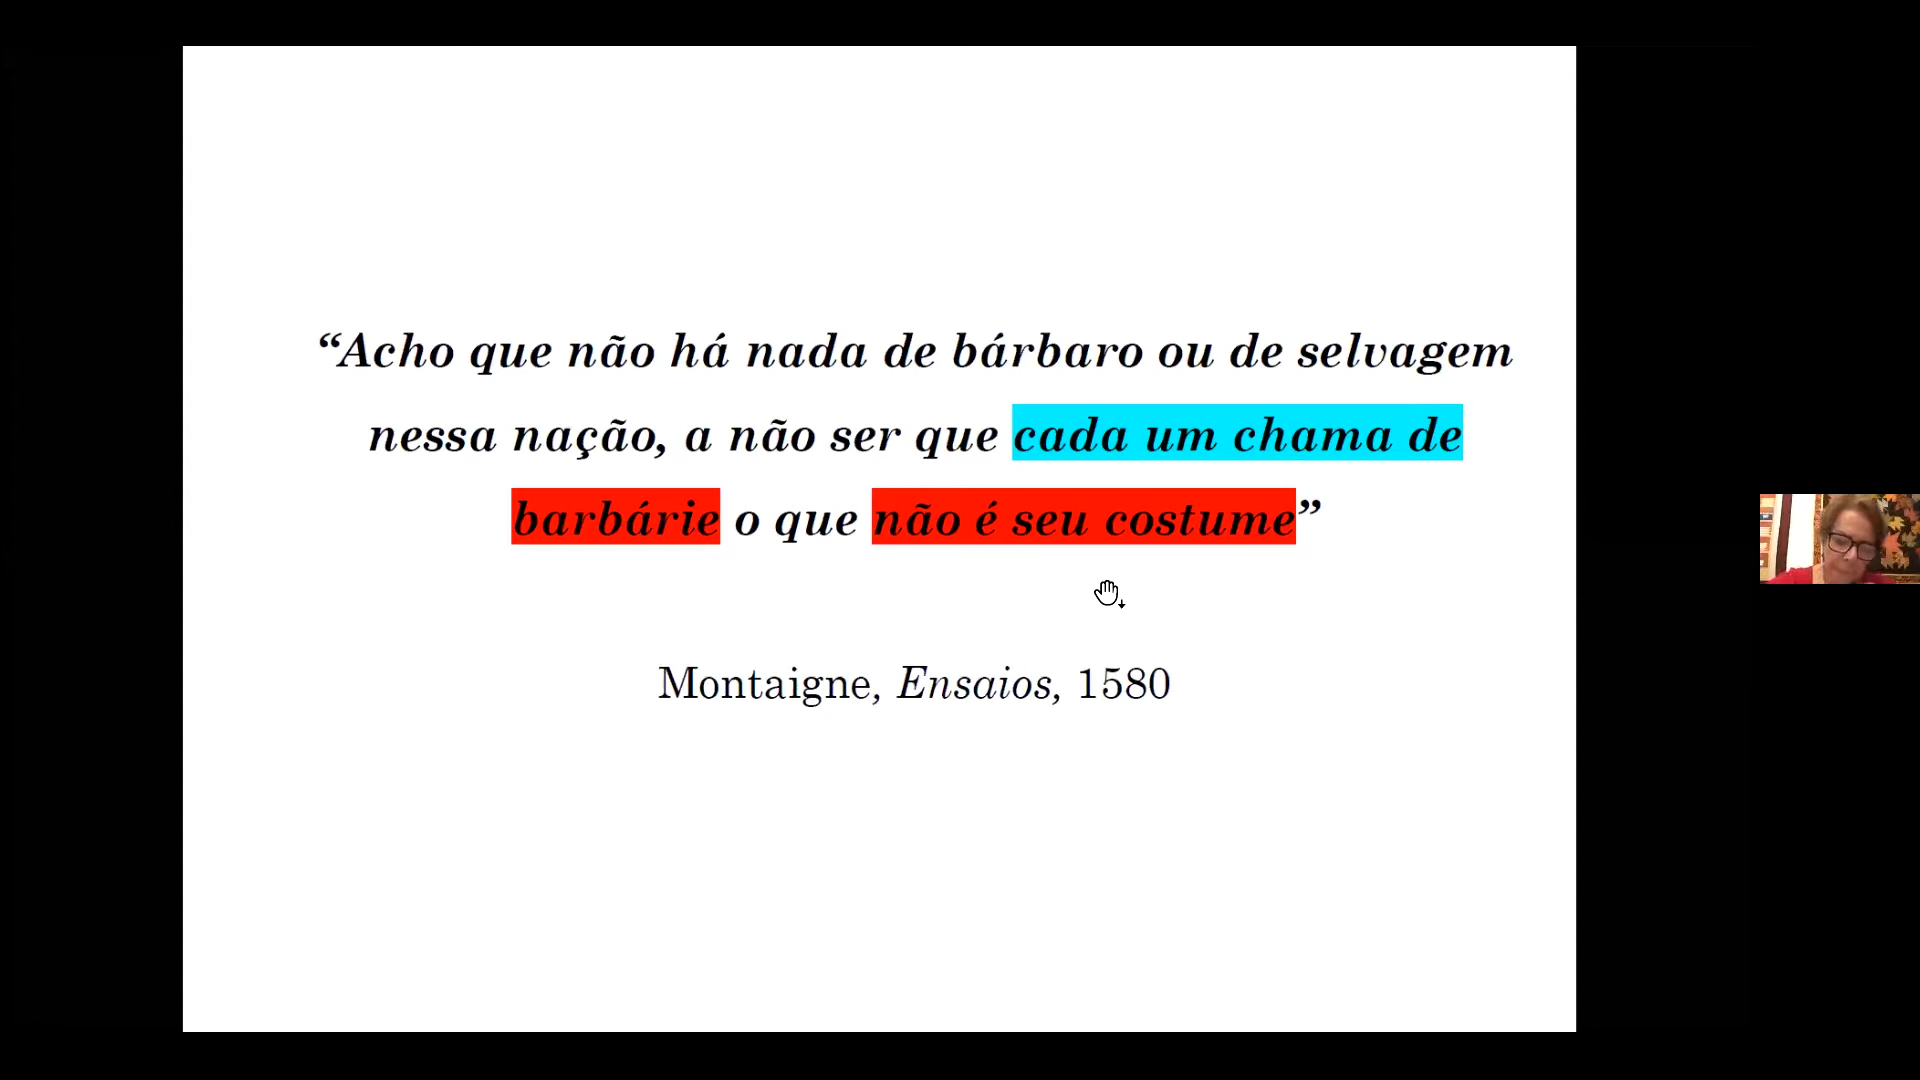 “Acho que não há nada de bárbaro ou de selvagem
nessa nação, a não ser que cada um chama de
barbárie o que não é seu costume”
Montaigne, Ensaios, 1580